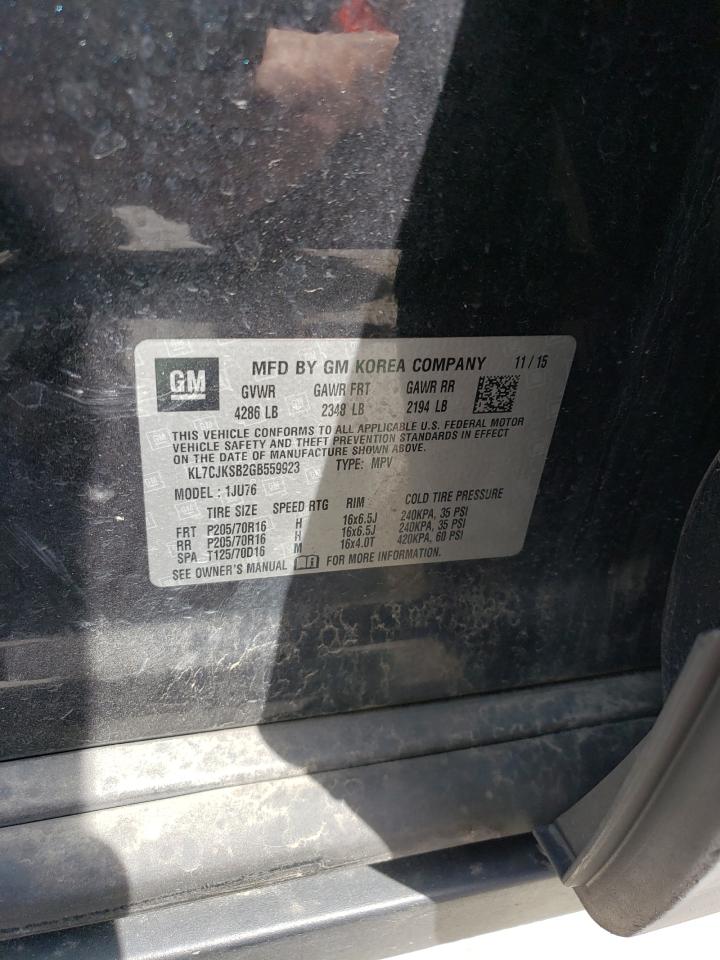 GM MFD BY GM KOREA COMPANY 11 / 15
GVWR GAWR FRT GAWR RR
4286 LB 2348 LB 2194 LB
THIS VEHICLE CONFORMS TO ALL APPLICABLE U.S. FEDERAL MOTOR
VEHICLE SAFETY AND THEFT PREVENTION STANDARDS IN EFFECT
ON THE DATE OF MANUFACTURE SHOWN ABOVE.
KL7CJKSB2GB559923 TYPE: MPV
MODEL : 1JU76
TIRE SIZE SPEED RTG RIM COLD TIRE PRESSURE
FRT P205/70R16 H 16x6.5J 240KPA, 35 PSI
RR P205/70R16 H 16x6.5J 240KPA, 35 PSI
SPA T125/70D16 M 16x4.0T 420KPA, 60 PSI
SEE OWNER'S MANUAL FOR MORE INFORMATION.